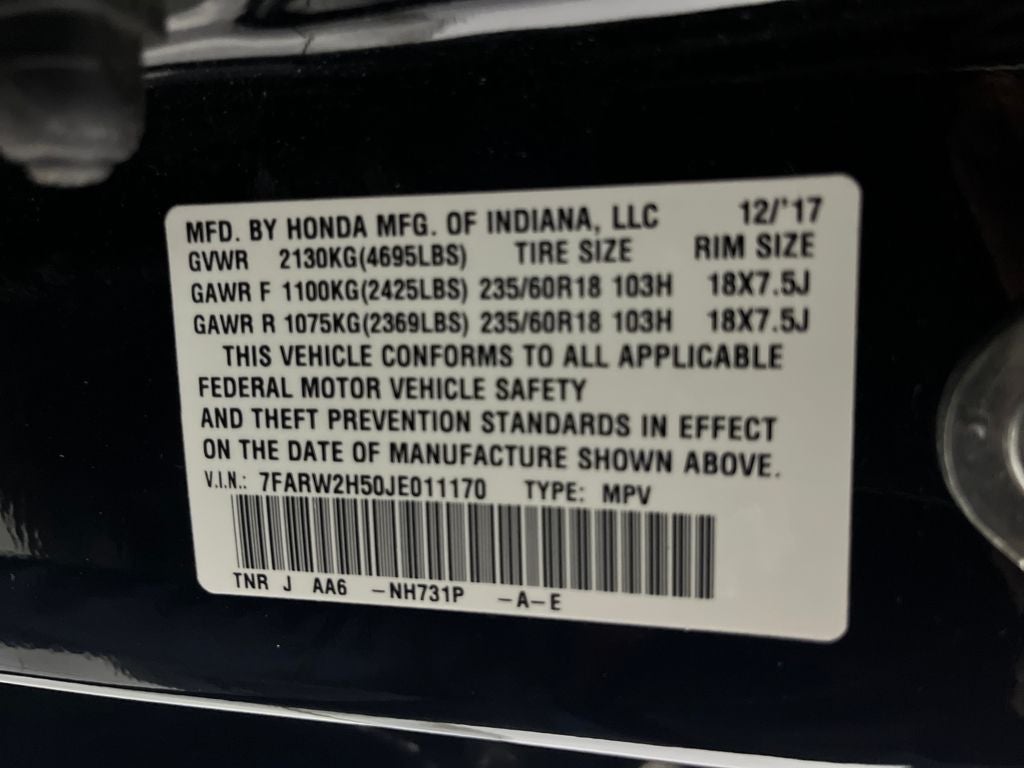 MFD. BY HONDA MFG. OF INDIANA, LLC 12/'17
GVWR 2130KG(4695LBS) TIRE SIZE RIM SIZE
GAWR F 1100KG(2425LBS) 235/60R18 103H 18X7.5J
GAWR R 1075KG(2369LBS) 235/60R18 103H 18X7.5J
THIS VEHICLE CONFORMS TO ALL APPLICABLE
FEDERAL MOTOR VEHICLE SAFETY
AND THEFT PREVENTION STANDARDS IN EFFECT
ON THE DATE OF MANUFACTURE SHOWN ABOVE.
V.I.N.: 7FARW2H50JE011170 TYPE: MPV
TNR J AA6 -NH731P -A-E